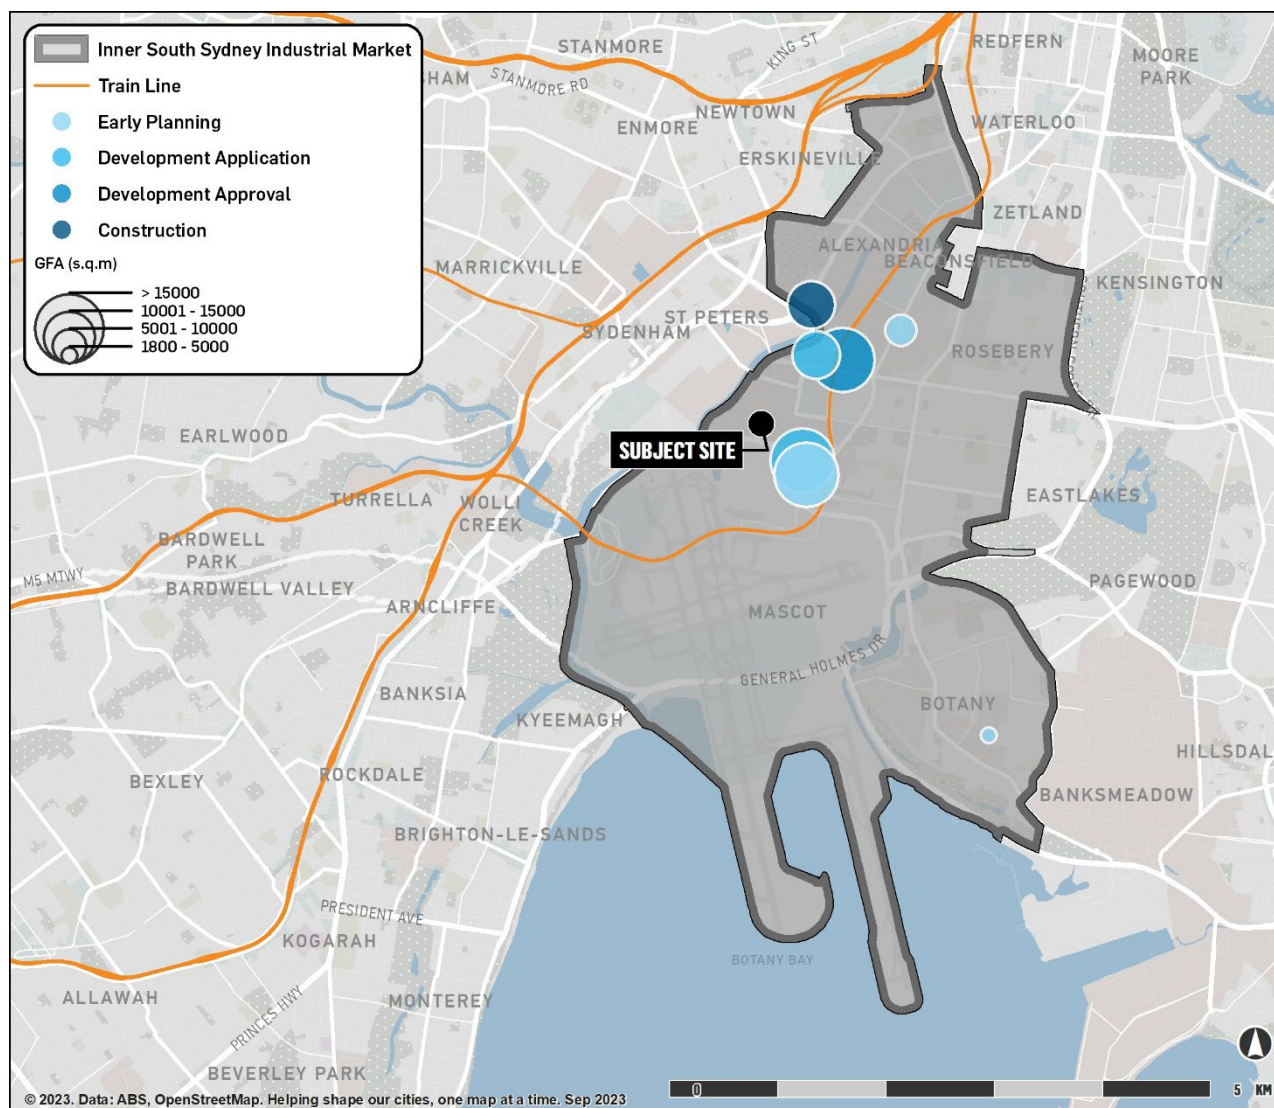 Inner South Sydney Industrial Market
Train Line
Early Planning
Development Application
Development Approval
Construction
GFA (s.q.m)
> 15000
10001 - 15000
5001 - 10000
1800 - 5000
STANMORE
KING ST
REDFERN
MOORE
PARK
HAM
STANMORE RD
NEWTOWN
ENMORE
WATERLOO
ERSKINEVILLE
ZETLAND
ALEXANDRIA
BEACONSFIELD
MARRICKVILLE
KENSINGTON
ST PETERS
SYDENHAM
ROSEBERY
EARLWOOD
SUBJECT SITE
TURRELLA
WOLLI
CREEK
EASTLAKES
BARDWELL
PARK
M5 MTWY
BARDWELL VALLEY
PAGEWOOD
ARNCLIFFE
MASCOT
GENERAL HOLMES DR
BANKSIA
KYEEMAGH
BOTANY
HILLSDAL
BEXLEY
ROCKDALE
BANKSMEADOW
BRIGHTON-LE-SANDS
PRESIDENT AVE
KOGARAH
BOTANY BAY
ALLAWAH
PRINCES HWY
MONTEREY
BEVERLEY PARK
0
5 KM
© 2023. Data: ABS, OpenStreetMap. Helping shape our cities, one map at a time. Sep 2023